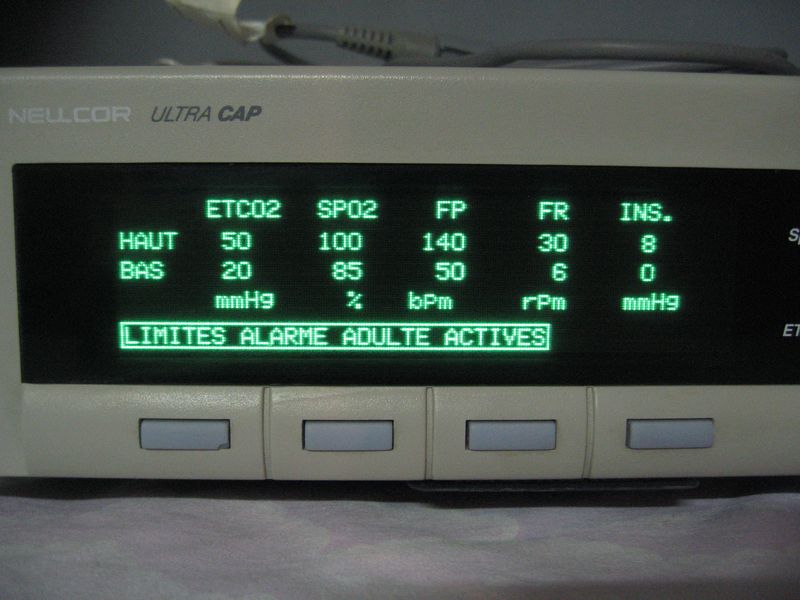 NELLCOR ULTRA CAP
ETCO2 SPO2 FP FR INS.
HAUT 50 100 140 30 8
BAS 20 85 50 6 0
mmHg % bPm rPm mmHg
LIMITES ALARME ADULTE ACTIVES